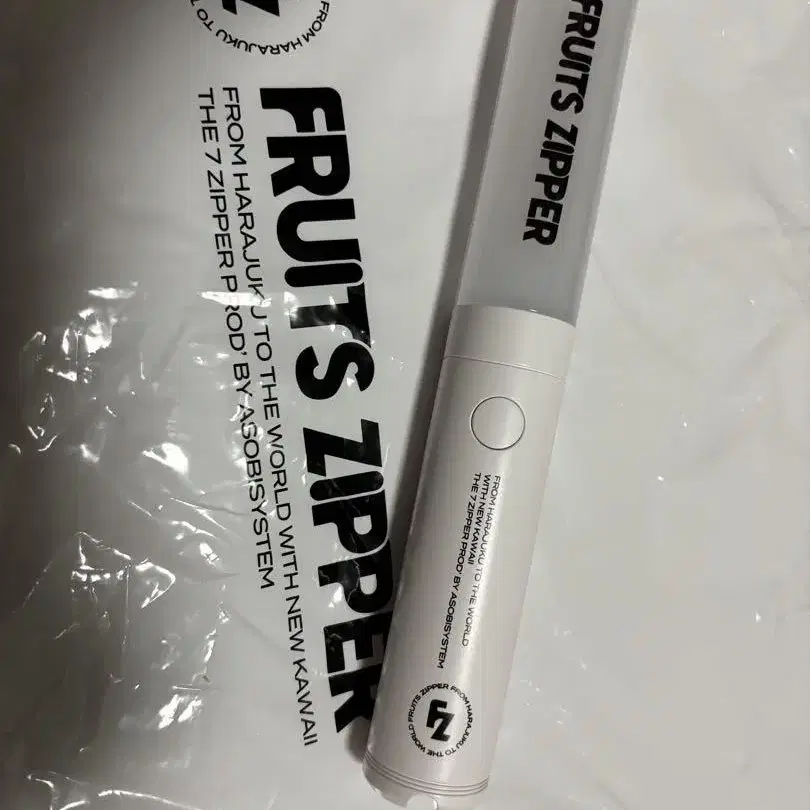 FROM HARAJUKU TO
FZ
FRUITS ZIPPER
FROM HARAJUKU TO THE WORLD WITH NEW KAWAII
THE 7 ZIPPER PROD' BY ASOBISYSTEM
FRUITS ZIPPER
FROM HARAJUKU TO THE WORLD
WITH NEW KAWAII
THE 7 ZIPPER PROD' BY ASOBISYSTEM
FRUITS ZIPPER FROM HARAJUKU TO THE WORLD
FZ